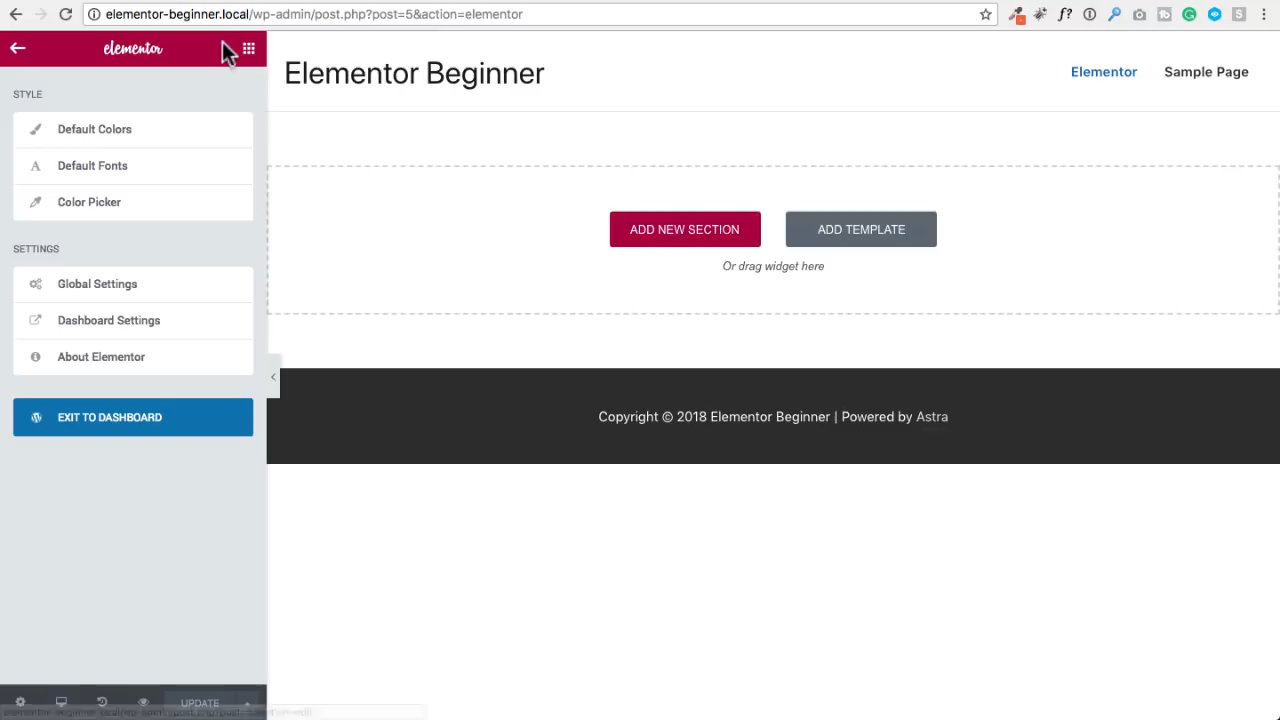 elementor-beginner.local/wp-admin/post.php?post=5&action=elementor
elementor
Elementor Beginner
Elementor
Sample Page
STYLE
Default Colors
Default Fonts
Color Picker
SETTINGS
Global Settings
Dashboard Settings
About Elementor
EXIT TO DASHBOARD
ADD NEW SECTION
ADD TEMPLATE
Or drag widget here
Copyright © 2018 Elementor Beginner | Powered by Astra
UPDATE